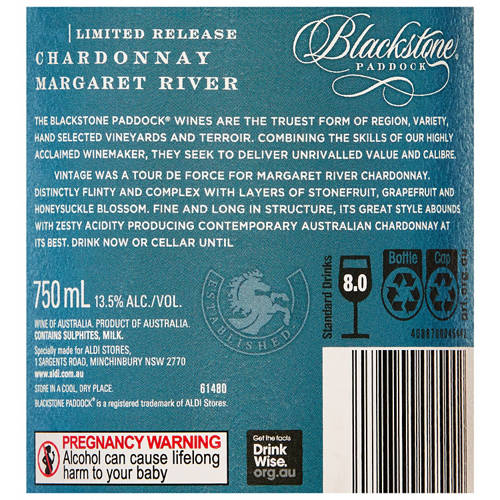 LIMITED RELEASE
CHARDONNAY
MARGARET RIVER
Blackstone®
PADDOCK
THE BLACKSTONE PADDOCK® WINES ARE THE TRUEST FORM OF REGION, VARIETY,
HAND SELECTED VINEYARDS AND TERROIR. COMBINING THE SKILLS OF OUR HIGHLY
ACCLAIMED WINEMAKER, THEY SEEK TO DELIVER UNRIVALLED VALUE AND CALIBRE.
VINTAGE WAS A TOUR DE FORCE FOR MARGARET RIVER CHARDONNAY.
DISTINCTLY FLINTY AND COMPLEX WITH LAYERS OF STONEFRUIT, GRAPEFRUIT AND
HONEYSUCKLE BLOSSOM. FINE AND LONG IN STRUCTURE, ITS GREAT STYLE ABOUNDS
WITH ZESTY ACIDITY PRODUCING CONTEMPORARY AUSTRALIAN CHARDONNAY AT
ITS BEST. DRINK NOW OR CELLAR UNTIL
750 mL 13.5% ALC./VOL.
WINE OF AUSTRALIA. PRODUCT OF AUSTRALIA.
CONTAINS SULPHITES, MILK.
Specially made for ALDI STORES,
1 SARGENTS ROAD, MINCHINBURY NSW 2770
www.aldi.com.au
STORE IN A COOL, DRY PLACE. 61480
BLACKSTONE PADDOCK® is a registered trademark of ALDI Stores.
ESTABLISHED
Standard Drinks
8.0
Bottle
Cap
arl.org.au
PREGNANCY WARNING
Alcohol can cause lifelong
harm to your baby
Get the facts
Drink
Wise.
org.au